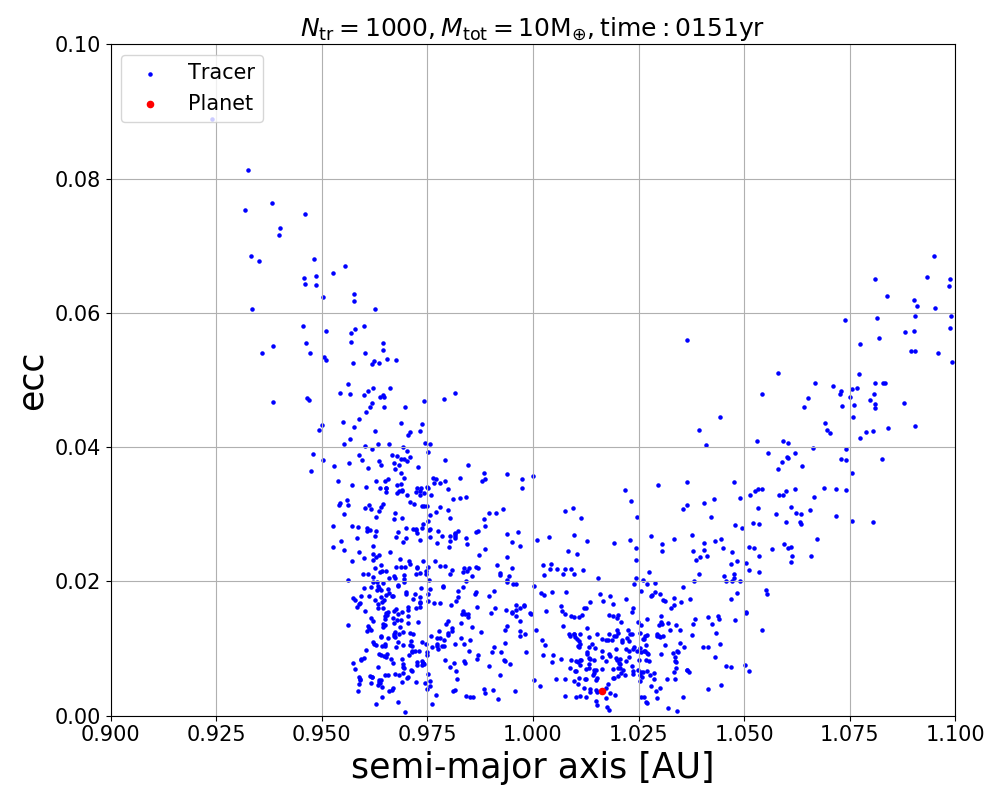 N_tr = 1000, M_tot = 10M_⊕, time : 0151yr
Tracer
Planet
ecc
0.10
0.08
0.06
0.04
0.02
0.00
0.900 0.925 0.950 0.975 1.000 1.025 1.050 1.075 1.100
semi-major axis [AU]